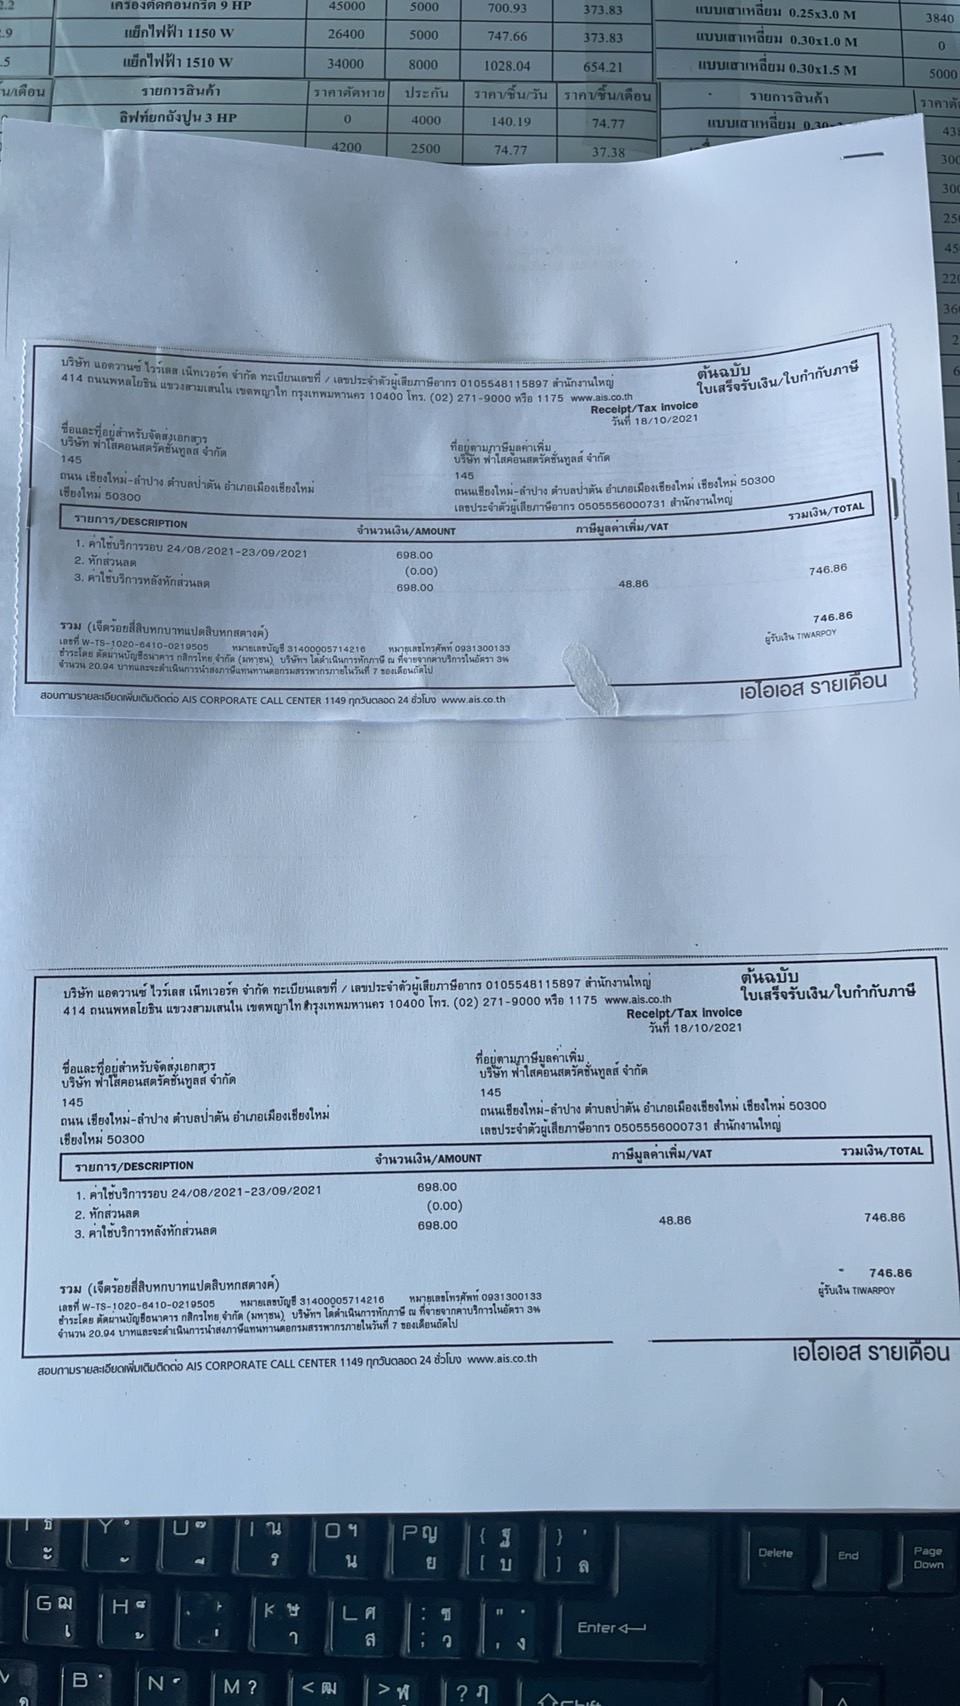 เครื่องตัดคอนกรีต 9 HP 45000 5000 700.93 373.83 แบบเสาเหลี่ยม 0.25x3.0 M 3840
แย็กไฟฟ้า 1150 W 26400 5000 747.66 373.83 แบบเสาเหลี่ยม 0.30x1.0 M 0
แย็กไฟฟ้า 1510 W 34000 8000 1028.04 654.21 แบบเสาเหลี่ยม 0.30x1.5 M 5000
รายการสินค้า ราคาตัดหาย ประกัน ราคา/ชิ้น/วัน ราคา/ชิ้น/เดือน รายการสินค้า
ลิฟท์ยกถังปูน 3 HP 0 4000 140.19 74.77 แบบเสาเหลี่ยม
4200 2500 74.77 37.38
บริษัท แอดวานซ์ ไวร์เลส เน็ทเวอร์ค จำกัด ทะเบียนเลขที่ / เลขประจำตัวผู้เสียภาษีอากร 0105548115897 สำนักงานใหญ่
414 ถนนพหลโยธิน แขวงสามเสนใน เขตพญาไท กรุงเทพมหานคร 10400 โทร. (02) 271-9000 หรือ 1175 www.ais.co.th
ต้นฉบับ
ใบเสร็จรับเงิน/ใบกำกับภาษี
Receipt/Tax Invoice
วันที่ 18/10/2021
ชื่อและที่อยู่สำหรับจัดส่งเอกสาร
บริษัท ฟ้าใสคอนสตรัคชั่นทูลส์ จำกัด
145
ถนน เชียงใหม่-ลำปาง ตำบลป่าตัน อำเภอเมืองเชียงใหม่
เชียงใหม่ 50300
ที่อยู่ตามภาษีมูลค่าเพิ่ม
บริษัท ฟ้าใสคอนสตรัคชั่นทูลส์ จำกัด
145
ถนนเชียงใหม่-ลำปาง ตำบลป่าตัน อำเภอเมืองเชียงใหม่ เชียงใหม่ 50300
เลขประจำตัวผู้เสียภาษีอากร 0505556000731 สำนักงานใหญ่
รายการ/DESCRIPTION จำนวนเงิน/AMOUNT ภาษีมูลค่าเพิ่ม/VAT รวมเงิน/TOTAL
1. ค่าใช้บริการรอบ 24/08/2021-23/09/2021 698.00
2. หักส่วนลด (0.00)
3. ค่าใช้บริการหลังหักส่วนลด 698.00 48.86 746.86
รวม (เจ็ดร้อยสี่สิบหกบาทแปดสิบหกสตางค์) 746.86
เลขที่ W-TS-1020-6410-0219505 หมายเลขบัญชี 31400005714216 หมายเลขโทรศัพท์ 0931300133 ผู้รับเงิน TIWARPOY
ชำระโดย ตัดผ่านบัญชีธนาคาร กสิกรไทย จำกัด (มหาชน) บริษัทฯ ได้ดำเนินการหักภาษี ณ ที่จ่ายจากค่าบริการในอัตรา 3%
จำนวน 20.94 บาทและจะดำเนินการนำส่งภาษีแทนท่านต่อกรมสรรพากรภายในวันที่ 7 ของเดือนถัดไป
สอบถามรายละเอียดเพิ่มเติมติดต่อ AIS CORPORATE CALL CENTER 1149 ทุกวันตลอด 24 ชั่วโมง www.ais.co.th
เอไอเอส รายเดือน
บริษัท แอดวานซ์ ไวร์เลส เน็ทเวอร์ค จำกัด ทะเบียนเลขที่ / เลขประจำตัวผู้เสียภาษีอากร 0105548115897 สำนักงานใหญ่
414 ถนนพหลโยธิน แขวงสามเสนใน เขตพญาไท กรุงเทพมหานคร 10400 โทร. (02) 271-9000 หรือ 1175 www.ais.co.th
ต้นฉบับ
ใบเสร็จรับเงิน/ใบกำกับภาษี
Receipt/Tax Invoice
วันที่ 18/10/2021
ชื่อและที่อยู่สำหรับจัดส่งเอกสาร
บริษัท ฟ้าใสคอนสตรัคชั่นทูลส์ จำกัด
145
ถนน เชียงใหม่-ลำปาง ตำบลป่าตัน อำเภอเมืองเชียงใหม่
เชียงใหม่ 50300
ที่อยู่ตามภาษีมูลค่าเพิ่ม
บริษัท ฟ้าใสคอนสตรัคชั่นทูลส์ จำกัด
145
ถนนเชียงใหม่-ลำปาง ตำบลป่าตัน อำเภอเมืองเชียงใหม่ เชียงใหม่ 50300
เลขประจำตัวผู้เสียภาษีอากร 0505556000731 สำนักงานใหญ่
รายการ/DESCRIPTION จำนวนเงิน/AMOUNT ภาษีมูลค่าเพิ่ม/VAT รวมเงิน/TOTAL
1. ค่าใช้บริการรอบ 24/08/2021-23/09/2021 698.00
2. หักส่วนลด (0.00)
3. ค่าใช้บริการหลังหักส่วนลด 698.00 48.86 746.86
รวม (เจ็ดร้อยสี่สิบหกบาทแปดสิบหกสตางค์) 746.86
เลขที่ W-TS-1020-6410-0219505 หมายเลขบัญชี 31400005714216 หมายเลขโทรศัพท์ 0931300133 ผู้รับเงิน TIWARPOY
ชำระโดย ตัดผ่านบัญชีธนาคาร กสิกรไทย จำกัด (มหาชน) บริษัทฯ ได้ดำเนินการหักภาษี ณ ที่จ่ายจากค่าบริการในอัตรา 3%
จำนวน 20.94 บาทและจะดำเนินการนำส่งภาษีแทนท่านต่อกรมสรรพากรภายในวันที่ 7 ของเดือนถัดไป
สอบถามรายละเอียดเพิ่มเติมติดต่อ AIS CORPORATE CALL CENTER 1149 ทุกวันตลอด 24 ชั่วโมง www.ais.co.th
เอไอเอส รายเดือน
Y U I น O ฯ P ญ { ฐ } '
ะ ั ี ร น ย [ บ ] ล Delete End Page Down
G ฌ H ็ K ษ L ศ : ซ " .
เ ้ ่ า ส ; ว ' ง Enter
B N M ? < ฒ > ฬ ? ฦ Shift